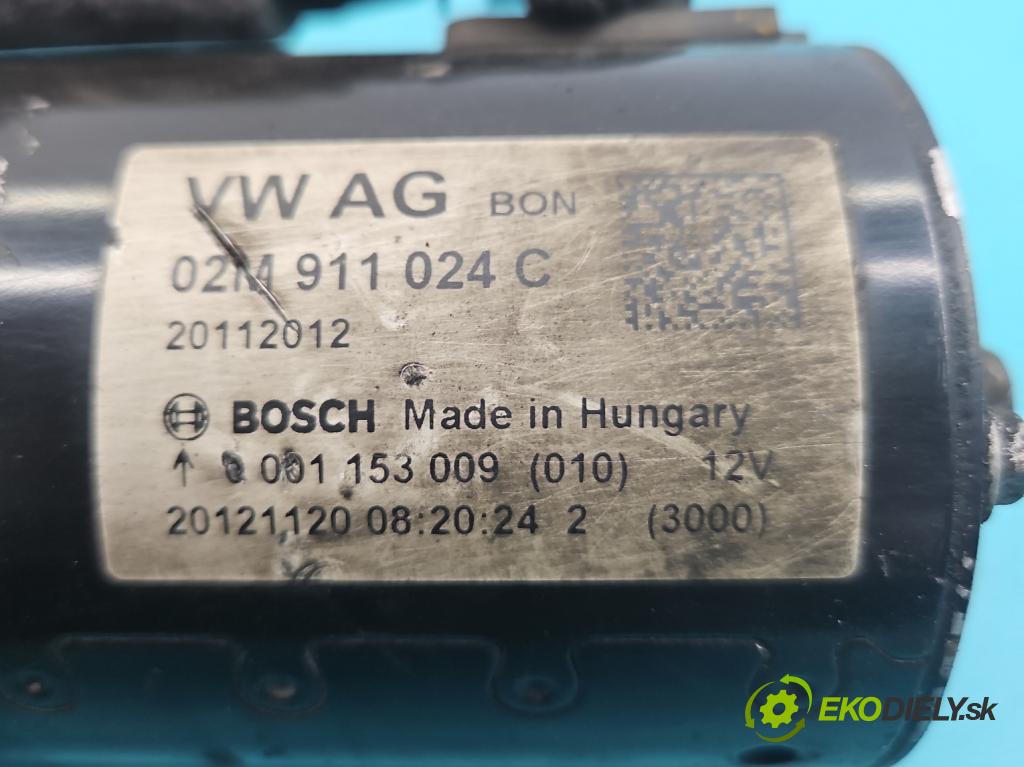 VW AG BON
02M 911 024 C
20112012
BOSCH Made in Hungary
↑ 0 001 153 009 (010) 12V
20121120 08:20:24 2 (3000)
EKODIELY.sk